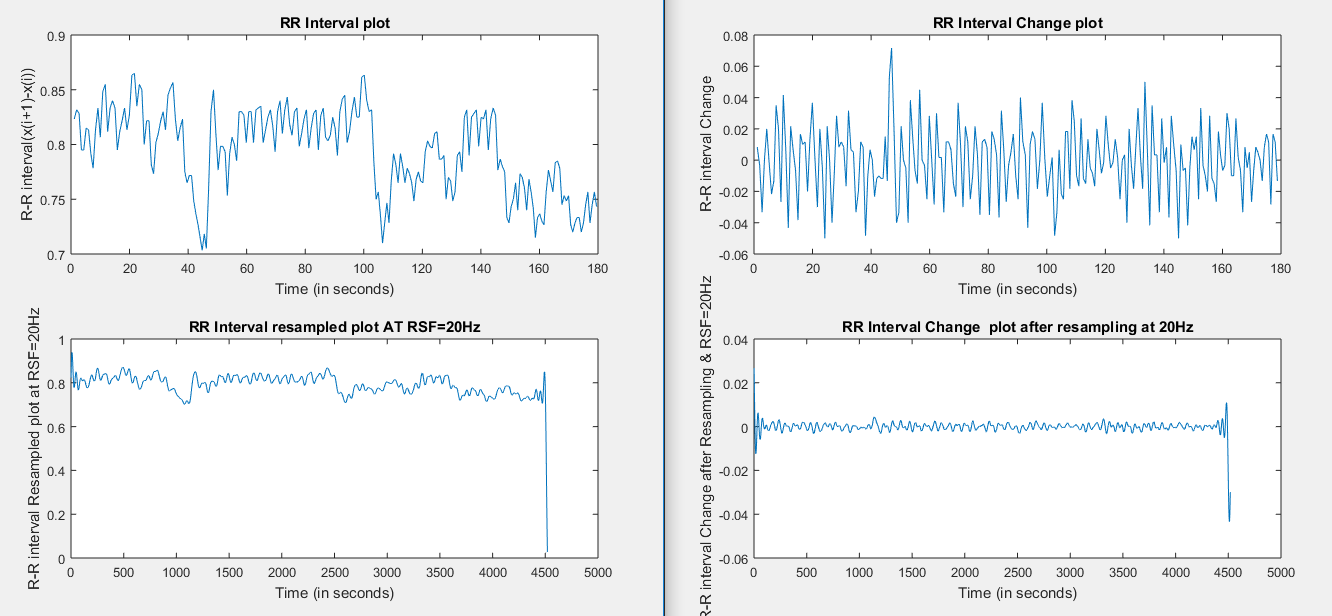 RR Interval plot
R-R interval(x(i+1)-x(i))
0.9
0.85
0.8
0.75
0.7
0 20 40 60 80 100 120 140 160 180
Time (in seconds)
RR Interval Change plot
R-R interval Change
0.08
0.06
0.04
0.02
0
-0.02
-0.04
-0.06
0 20 40 60 80 100 120 140 160 180
Time (in seconds)
RR Interval resampled plot AT RSF=20Hz
R-R interval Resampled plot at RSF=20Hz
1
0.8
0.6
0.4
0.2
0
0 500 1000 1500 2000 2500 3000 3500 4000 4500 5000
Time (in seconds)
RR Interval Change  plot after resampling at 20Hz
R-R interval Change after Resampling & RSF=20Hz
0.04
0.02
0
-0.02
-0.04
-0.06
0 500 1000 1500 2000 2500 3000 3500 4000 4500 5000
Time (in seconds)